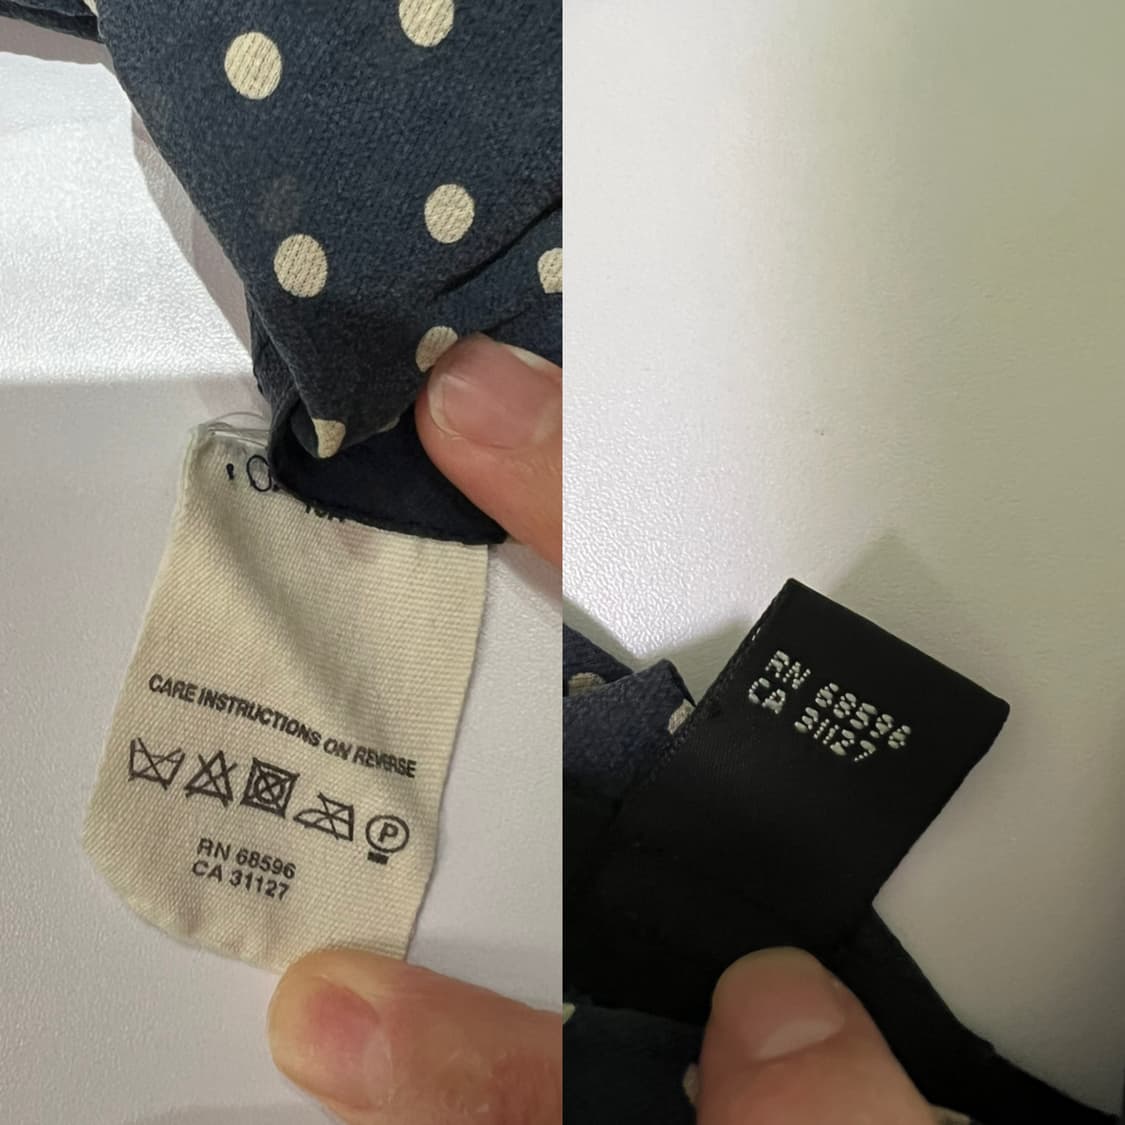 CARE INSTRUCTIONS ON REVERSE
P
RN 68596
CA 31127
RN 68596
CA 31127